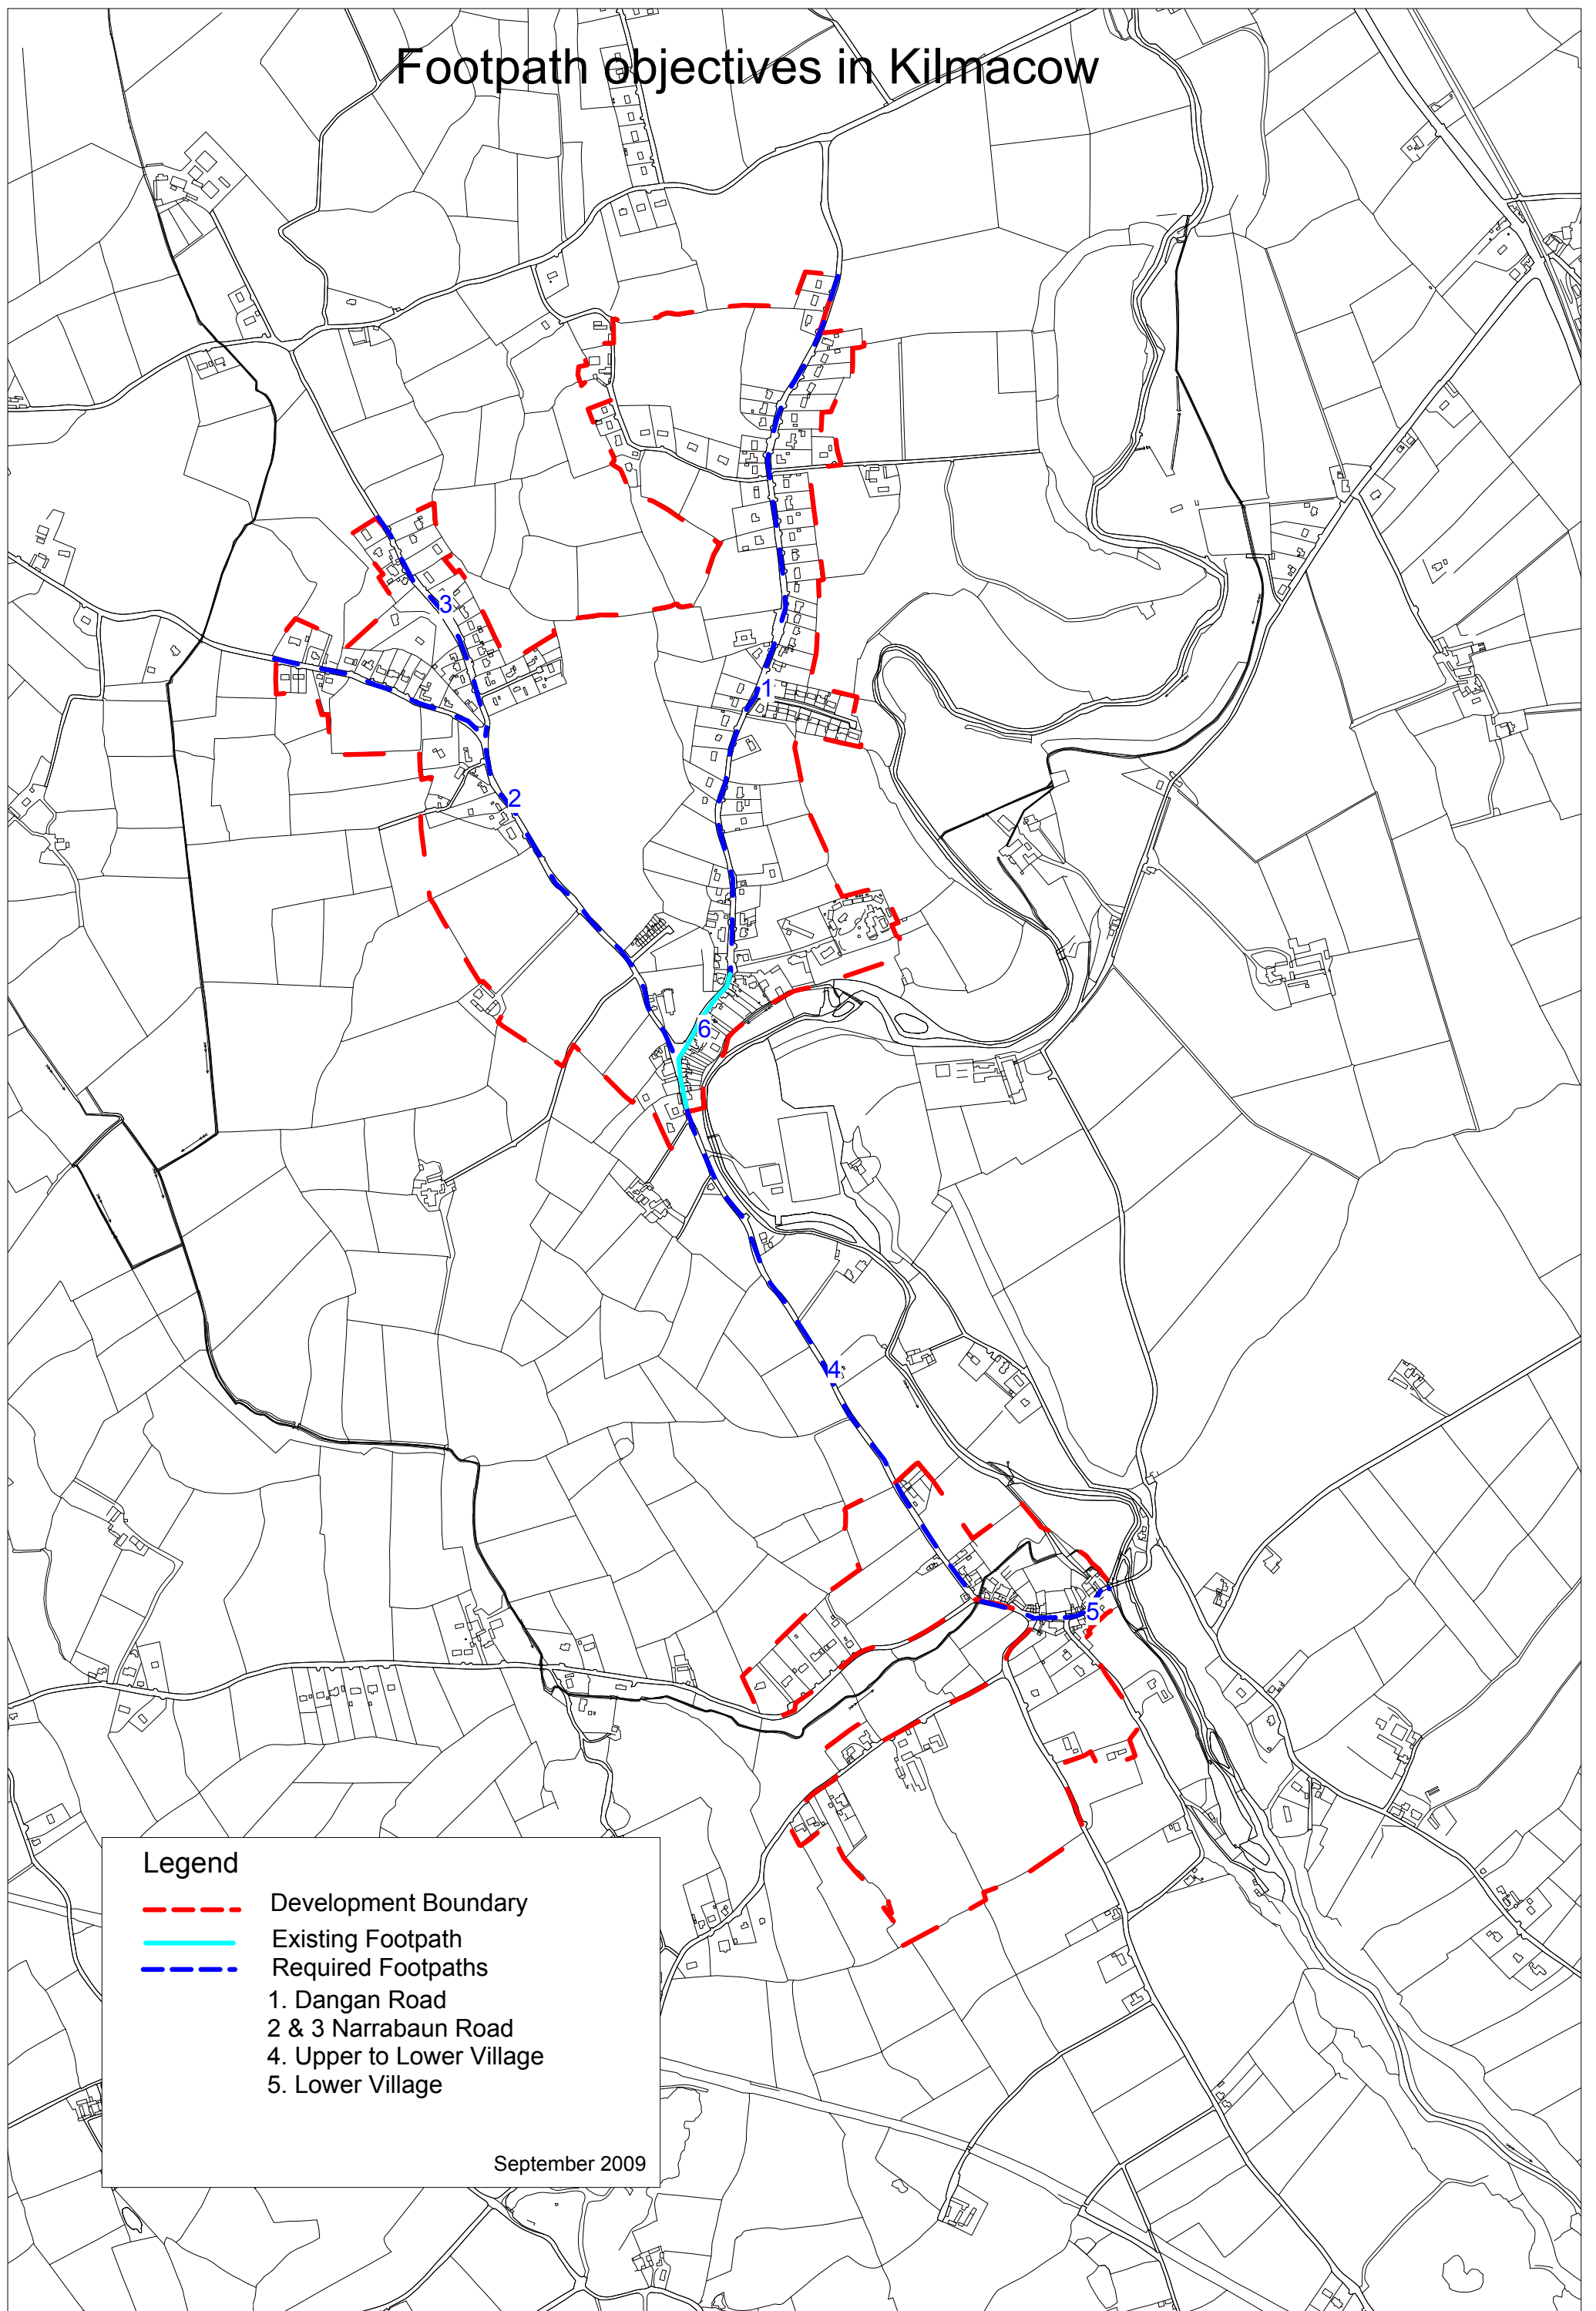 Footpath objectives in Kilmacow
3
1
2
6
4
5
Legend
Development Boundary
Existing Footpath
Required Footpaths
1. Dangan Road
2 & 3 Narrabaun Road
4. Upper to Lower Village
5. Lower Village
September 2009